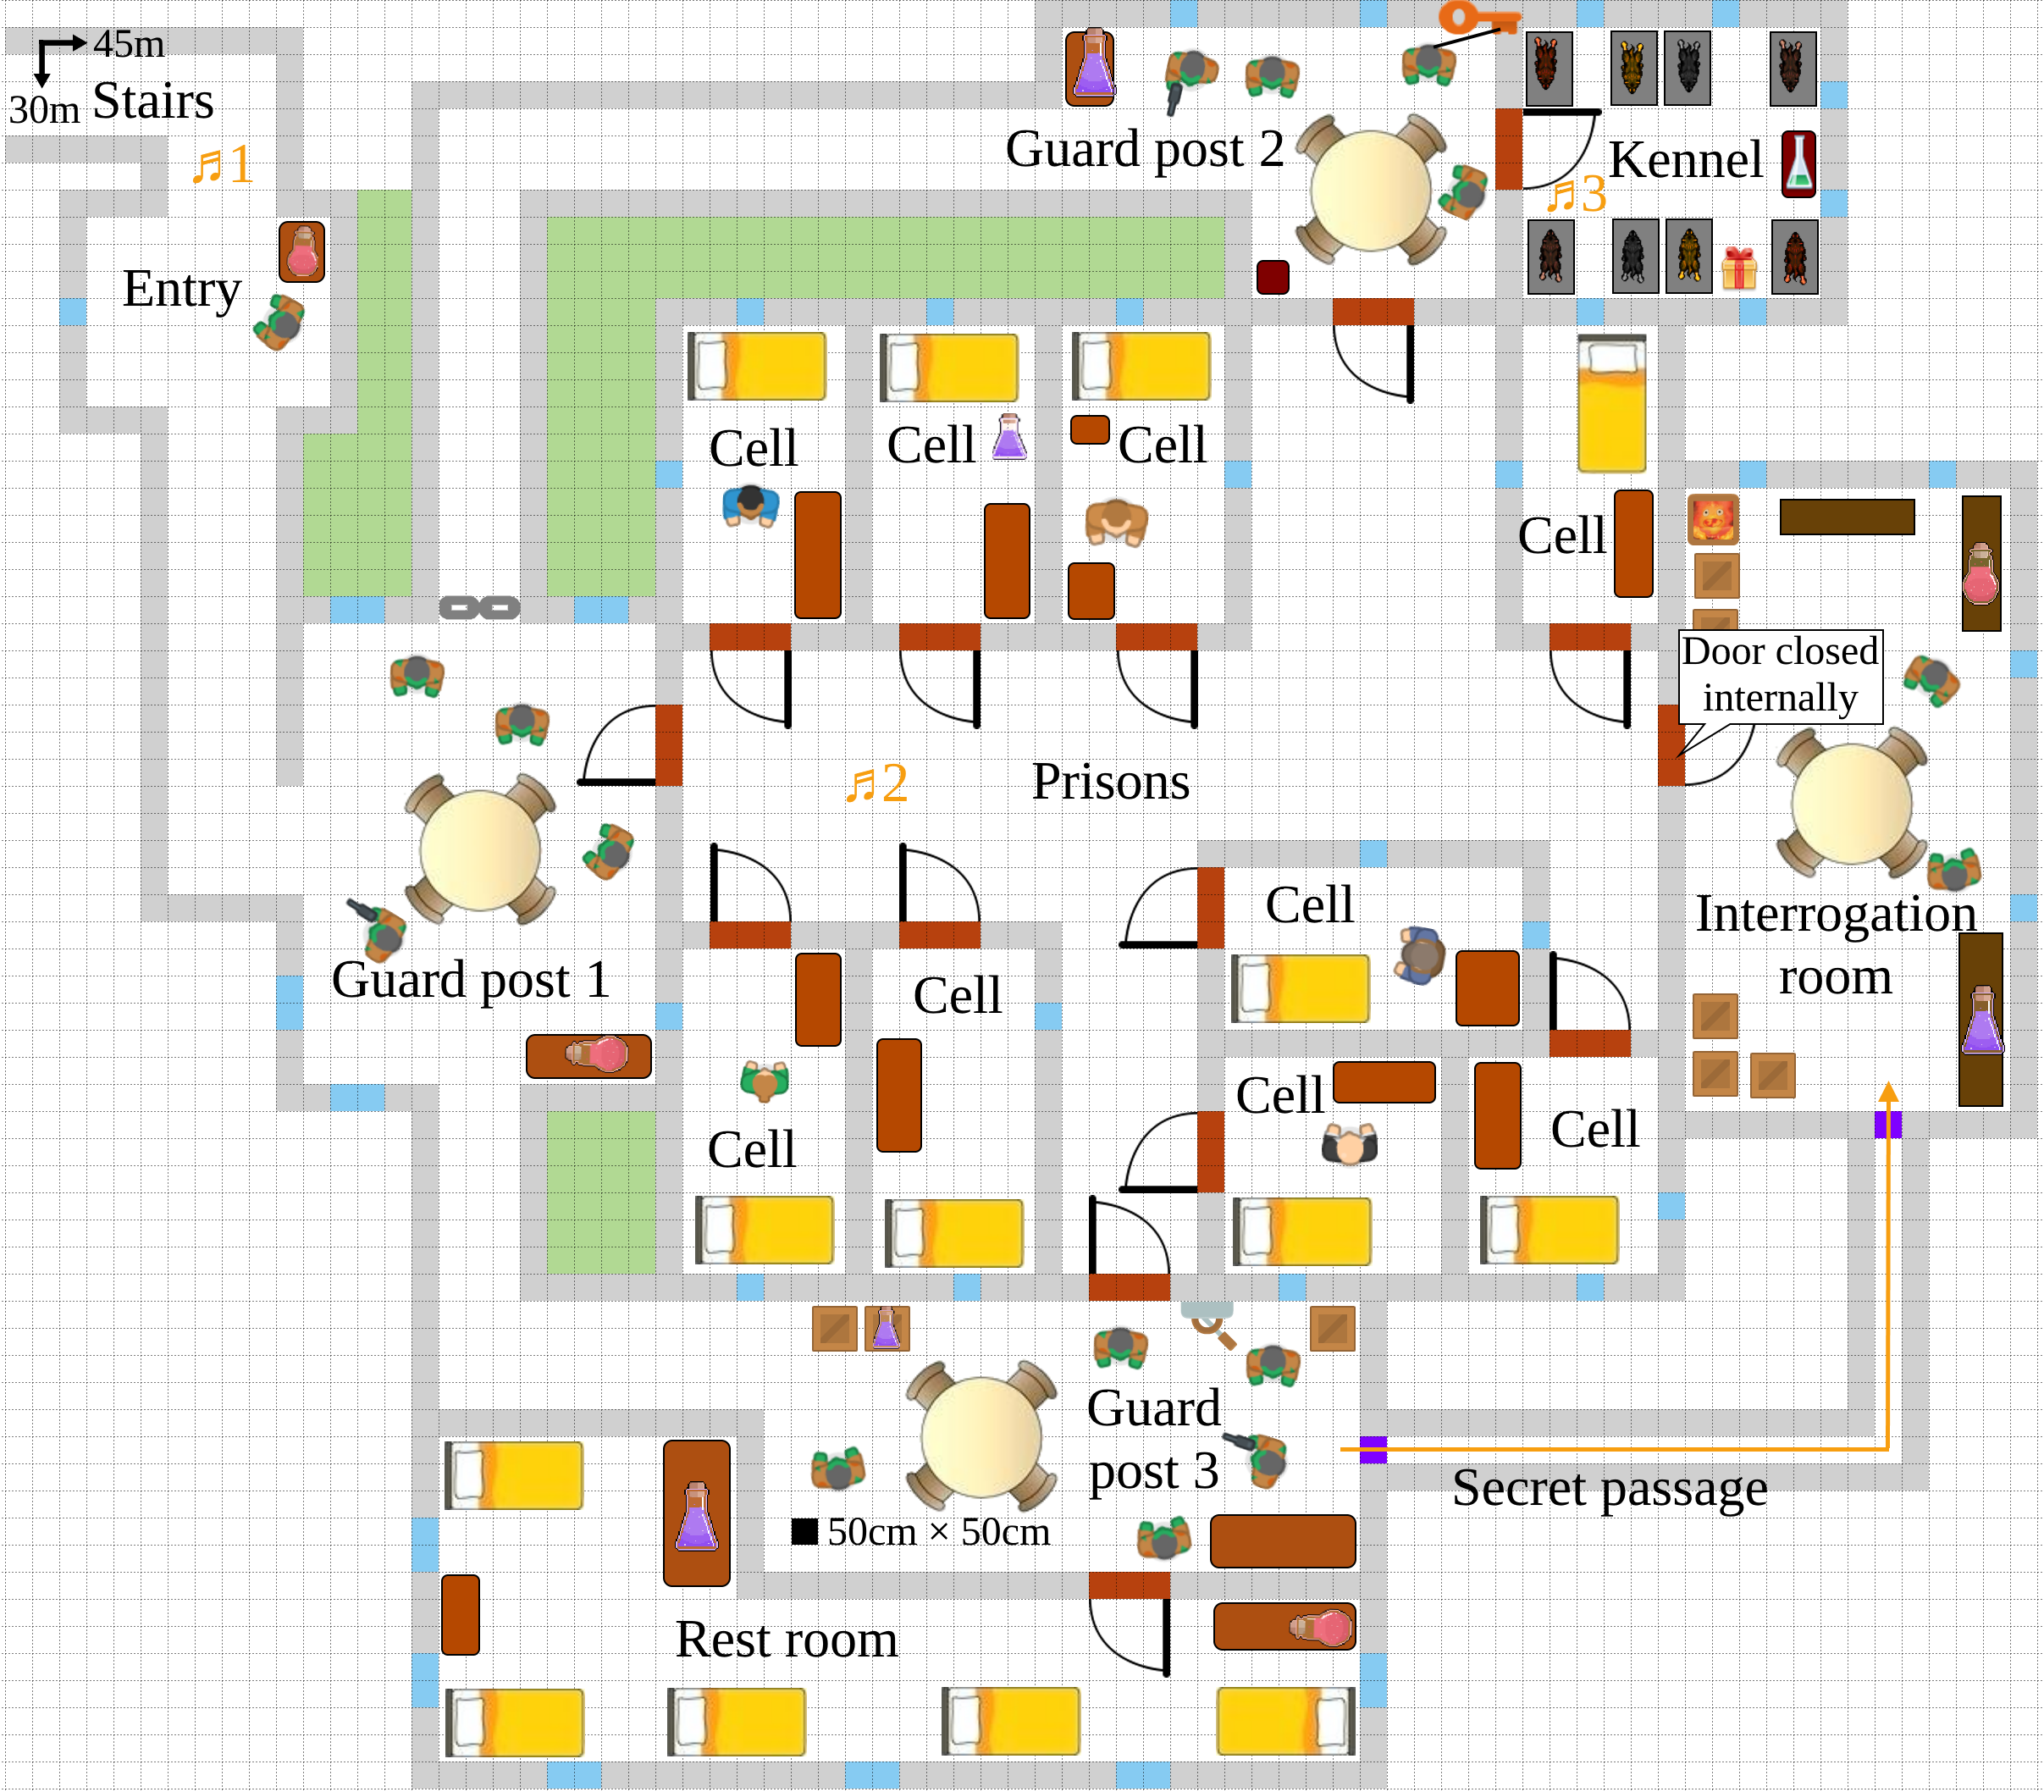 45m
30m Stairs
♬1
Guard post 2
Kennel
♬3
Entry
Cell
Cell
Cell
Cell
Door closed
internally
♬2
Prisons
Cell
Interrogation
room
Guard post 1
Cell
Cell
Cell
Cell
Guard
post 3
Secret passage
50cm × 50cm
Rest room